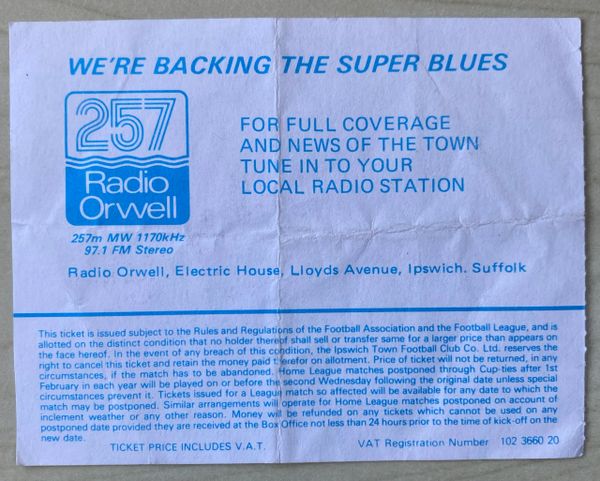 WE'RE BACKING THE SUPER BLUES
257
Radio
Orwell
257m MW 1170kHz
97.1 FM Stereo
FOR FULL COVERAGE
AND NEWS OF THE TOWN
TUNE IN TO YOUR
LOCAL RADIO STATION
Radio Orwell, Electric House, Lloyds Avenue, Ipswich. Suffolk
This ticket is issued subject to the Rules and Regulations of the Football Association and the Football League, and is
allotted on the distinct condition that no holder thereof shall sell or transfer same for a larger price than appears on
the face hereof. In the event of any breach of this condition, the Ipswich Town Football Club Co. Ltd. reserves the
right to cancel this ticket and retain the money paid therefor on allotment. Price of ticket will not be returned, in any
circumstances, if the match has to be abandoned. Home League matches postponed through Cup-ties after 1st
February in each year will be played on or before the second Wednesday following the original date unless special
circumstances prevent it. Tickets issued for a League match so affected will be available for any date to which the
match may be postponed. Similar arrangements will operate for Home League matches postponed on account of
inclement weather or any other reason. Money will be refunded on any tickets which cannot be used on any
postponed date provided they are received at the Box Office not less than 24 hours prior to the time of kick-off on the
new date.
TICKET PRICE INCLUDES V.A.T. VAT Registration Number 102 3660 20